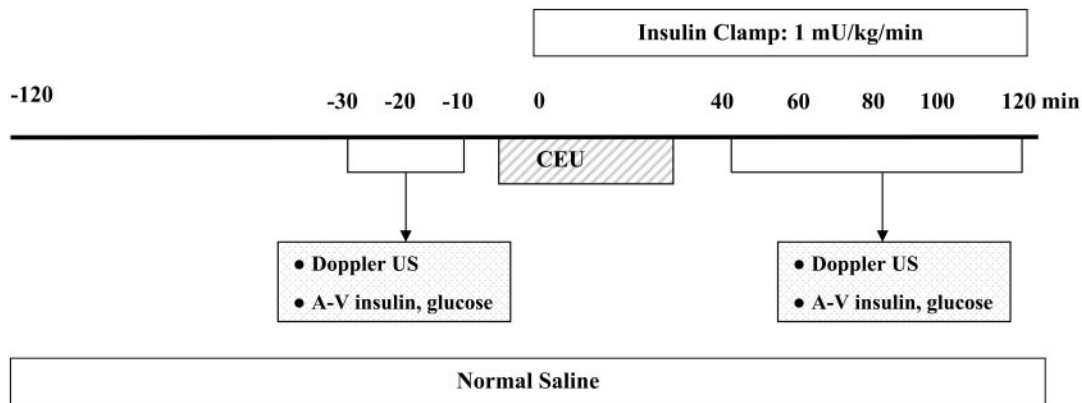 Insulin Clamp: 1 mU/kg/min
-120 -30 -20 -10 0 40 60 80 100 120 min
CEU
● Doppler US
● A-V insulin, glucose
● Doppler US
● A-V insulin, glucose
Normal Saline